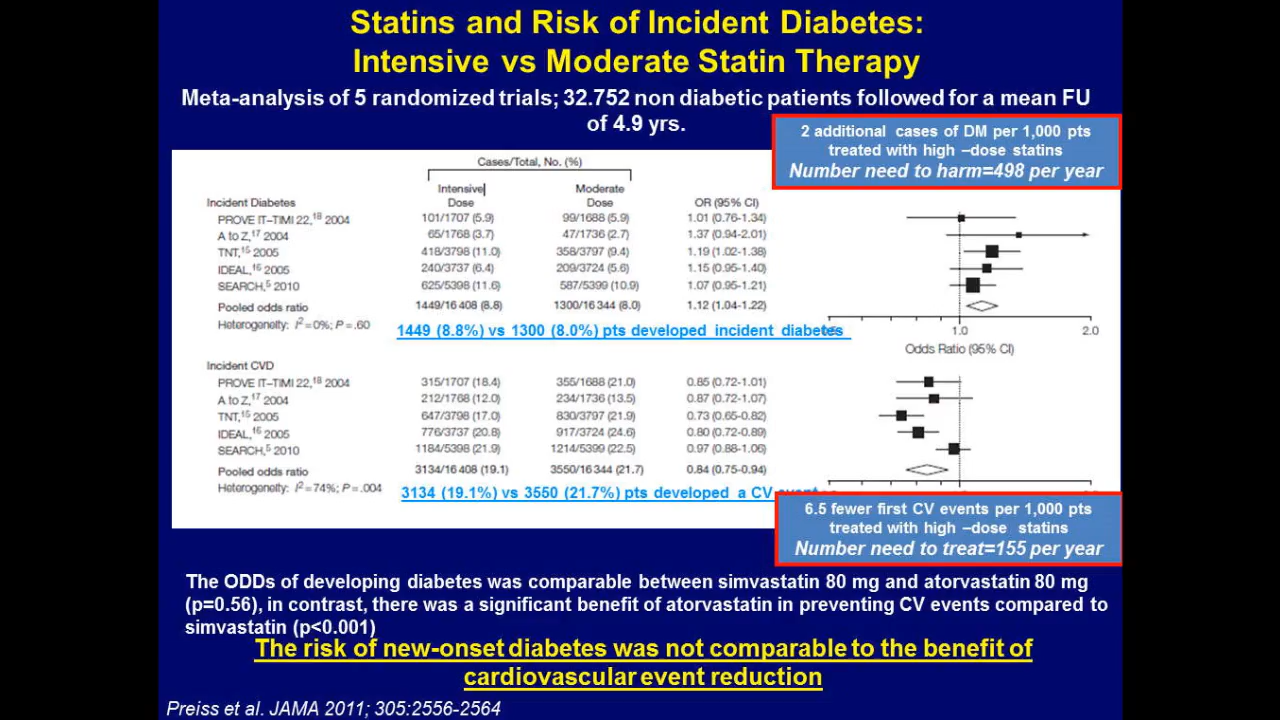 Statins and Risk of Incident Diabetes:
Intensive vs Moderate Statin Therapy
Meta-analysis of 5 randomized trials; 32.752 non diabetic patients followed for a mean FU
of 4.9 yrs.
2 additional cases of DM per 1,000 pts
treated with high –dose statins
Number need to harm=498 per year
Cases/Total, No. (%)
Intensive Moderate
Incident Diabetes Dose Dose OR (95% CI)
PROVE IT–TIMI 22,18 2004 101/1707 (5.9) 99/1688 (5.9) 1.01 (0.76-1.34)
A to Z,17 2004 65/1768 (3.7) 47/1736 (2.7) 1.37 (0.94-2.01)
TNT,15 2005 418/3798 (11.0) 358/3797 (9.4) 1.19 (1.02-1.38)
IDEAL,16 2005 240/3737 (6.4) 209/3724 (5.6) 1.15 (0.95-1.40)
SEARCH,5 2010 625/5398 (11.6) 587/5399 (10.9) 1.07 (0.95-1.21)
Pooled odds ratio 1449/16 408 (8.8) 1300/16 344 (8.0) 1.12 (1.04-1.22)
Heterogeneity: I2=0%; P=.60
1449 (8.8%) vs 1300 (8.0%) pts developed incident diabetes
1.0 2.0
Odds Ratio (95% CI)
Incident CVD
PROVE IT–TIMI 22,18 2004 315/1707 (18.4) 355/1688 (21.0) 0.85 (0.72-1.01)
A to Z,17 2004 212/1768 (12.0) 234/1736 (13.5) 0.87 (0.72-1.07)
TNT,15 2005 647/3798 (17.0) 830/3797 (21.9) 0.73 (0.65-0.82)
IDEAL,16 2005 776/3737 (20.8) 917/3724 (24.6) 0.80 (0.72-0.89)
SEARCH,5 2010 1184/5398 (21.9) 1214/5399 (22.5) 0.97 (0.88-1.06)
Pooled odds ratio 3134/16 408 (19.1) 3550/16 344 (21.7) 0.84 (0.75-0.94)
Heterogeneity: I2=74%; P=.004
3134 (19.1%) vs 3550 (21.7%) pts developed a CV event
6.5 fewer first CV events per 1,000 pts
treated with high –dose statins
Number need to treat=155 per year
The ODDs of developing diabetes was comparable between simvastatin 80 mg and atorvastatin 80 mg
(p=0.56), in contrast, there was a significant benefit of atorvastatin in preventing CV events compared to
simvastatin (p<0.001)
The risk of new-onset diabetes was not comparable to the benefit of
cardiovascular event reduction
Preiss et al. JAMA 2011; 305:2556-2564